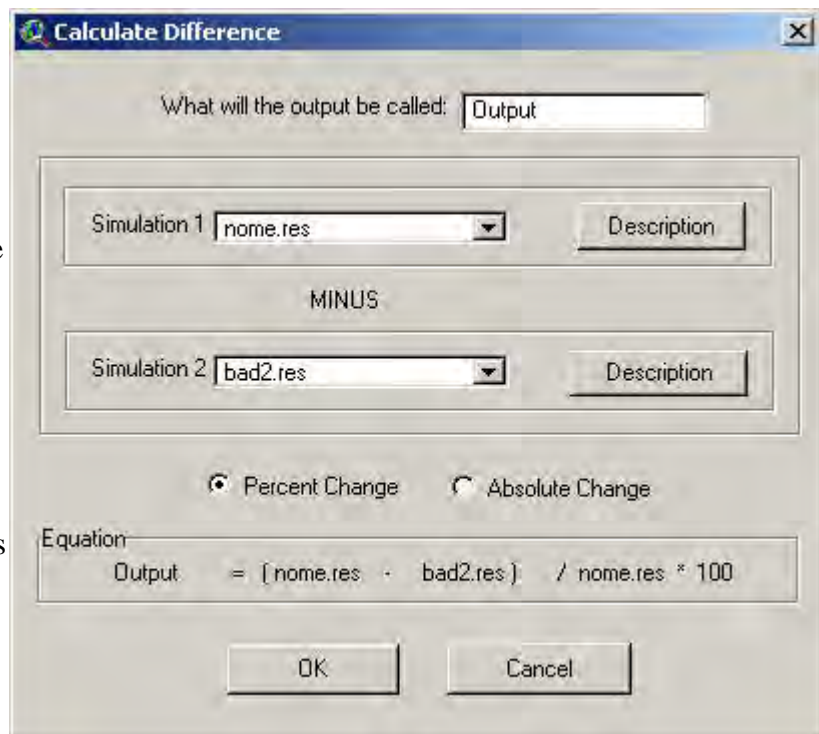 Calculate Difference
What will the output be called: Output
Simulation 1 nome.res Description
MINUS
Simulation 2 bad2.res Description
Percent Change Absolute Change
Equation
Output = ( nome.res - bad2.res ) / nome.res * 100
OK Cancel
e
s